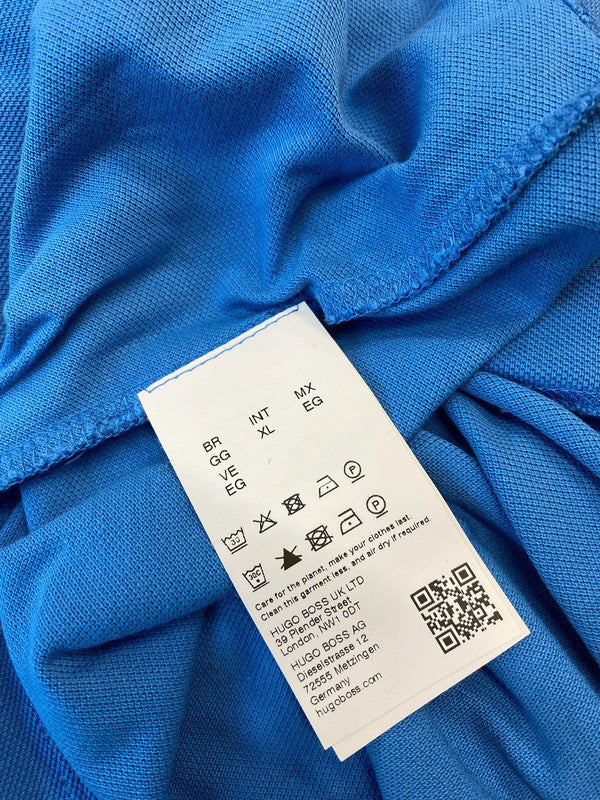 BR INT MX
GG XL EG
VE
EG
30 P
30C P
Care for the planet, make your clothes last.
Clean this garment less, and air dry if required.
HUGO BOSS UK LTD
39 Plender Street
London, NW1 0DT
HUGO BOSS AG
Dieselstrasse 12
72555 Metzingen
Germany
hugoboss.com